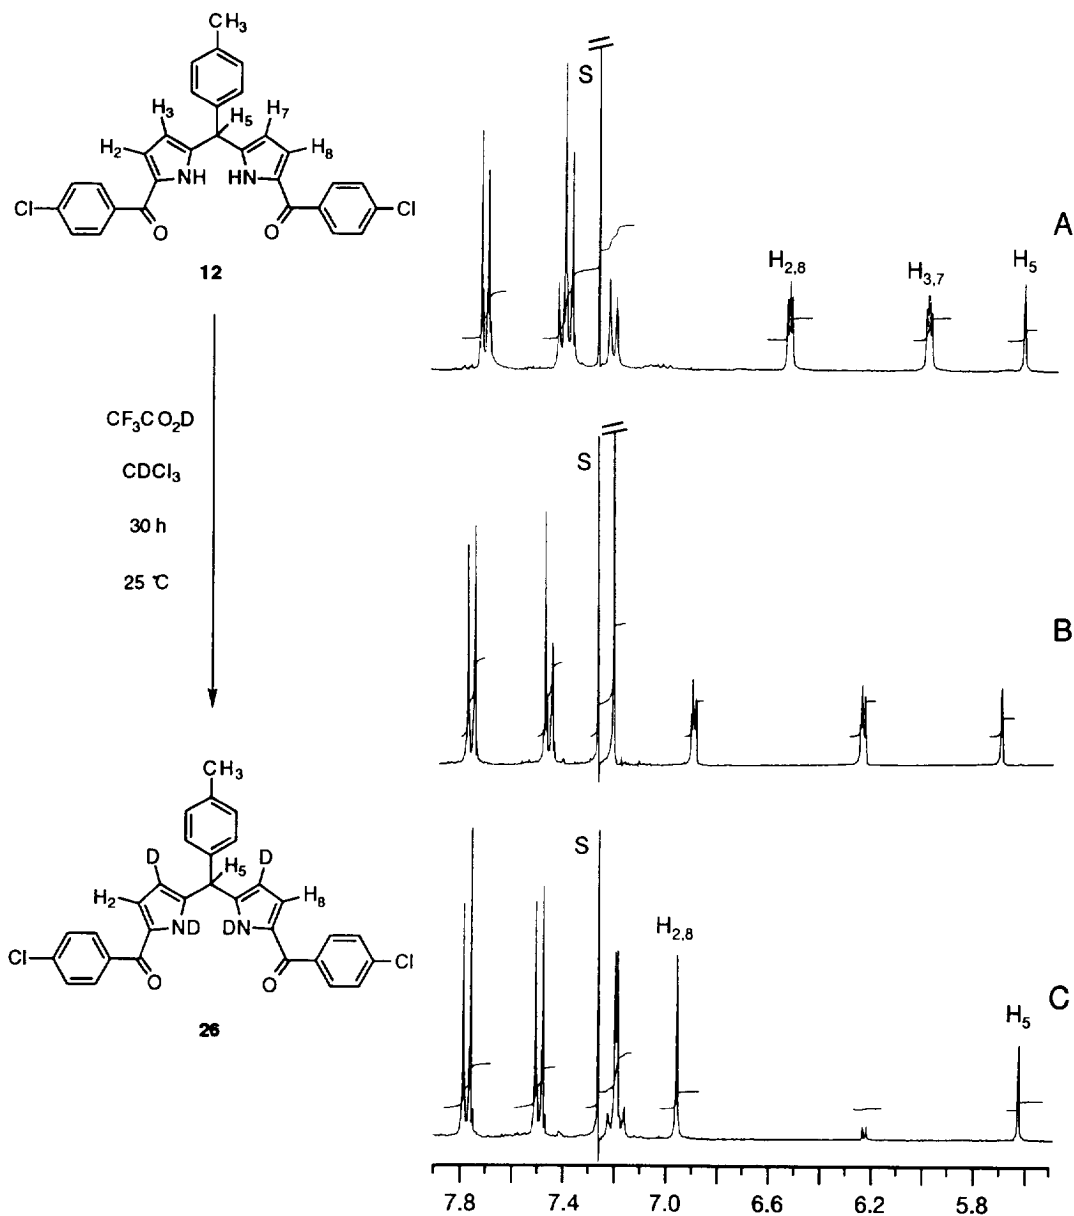 CH₃
H₃
H₅
H₇
H₂
H₈
NH
HN
Cl
O
O
Cl
12
CF₃CO₂D
CDCl₃
30 h
25 °C
CH₃
D
H₅
D
H₂
H₈
ND
DN
Cl
O
O
Cl
26
S
A
H₂,₈
H₃,₇
H₅
S
B
S
H₂,₈
C
H₅
7.8
7.4
7.0
6.6
6.2
5.8